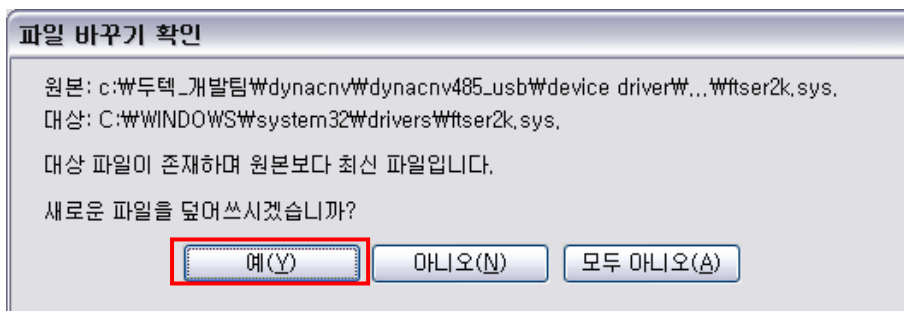 파일 바꾸기 확인
원본: c:₩두텍_개발팀₩dynacnv₩dynacnv485_usb₩device driver₩...₩ftser2k.sys.
대상: C:₩WINDOWS₩system32₩drivers₩ftser2k.sys.
대상 파일이 존재하며 원본보다 최신 파일입니다.
새로운 파일을 덮어쓰시겠습니까?
예(Y) 아니오(N) 모두 아니오(A)